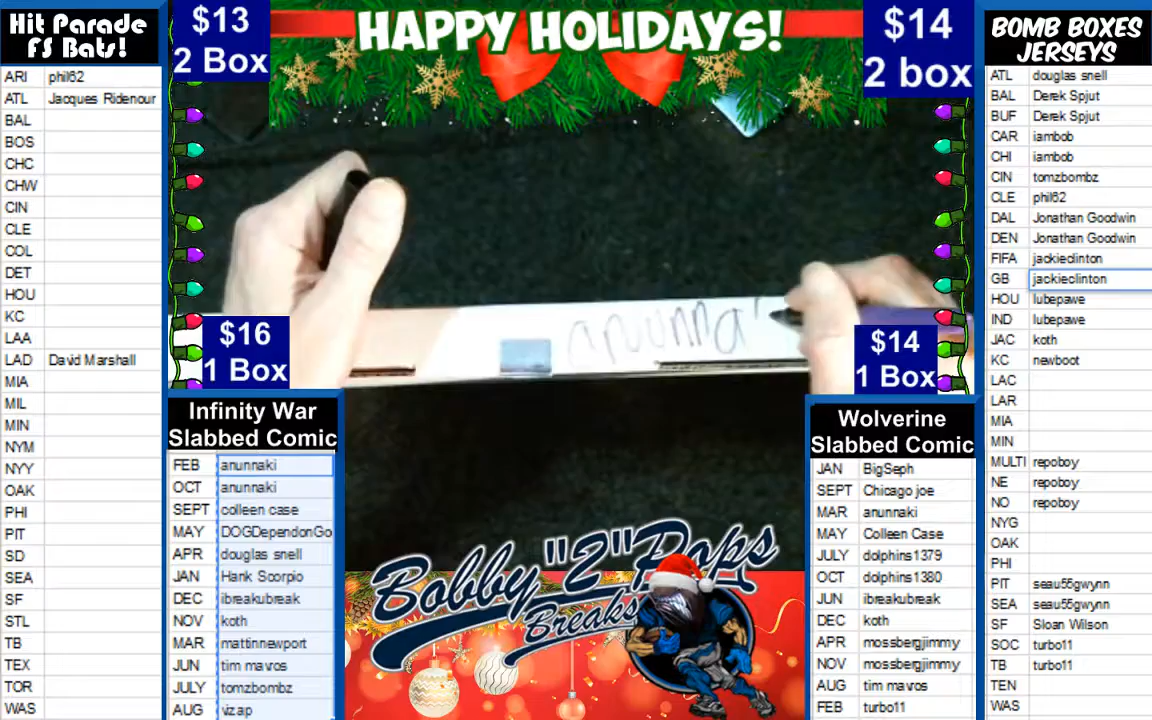 Hit Parade
FS Bats!
ARI phil62
ATL Jacques Ridenour
BAL
BOS
CHC
CHW
CIN
CLE
COL
DET
HOU
KC
LAA
LAD David Marshall
MIA
MIL
MIN
NYM
NYY
OAK
PHI
PIT
SD
SEA
SF
STL
TB
TEX
TOR
WAS
$13
2 Box
HAPPY HOLIDAYS!
$14
2 box
anunna
$16
1 Box
$14
1 Box
Infinity War
Slabbed Comic
FEB anunnaki
OCT anunnaki
SEPT colleen case
MAY DOGDependonGo
APR douglas snell
JAN Hank Scorpio
DEC ibreakubreak
NOV koth
MAR mattinnewport
JUN tim mavos
JULY tomzbombz
AUG vizap
Bobby "2" Pops
Breaks
Wolverine
Slabbed Comic
JAN BigSeph
SEPT Chicago joe
MAR anunnaki
MAY Colleen Case
JULY dolphins1379
OCT dolphins1380
JUN ibreakubreak
DEC koth
APR mossbergjimmy
NOV mossbergjimmy
AUG tim mavos
FEB turbo11
BOMB BOXES
JERSEYS
ATL douglas snell
BAL Derek Spjut
BUF Derek Spjut
CAR iambob
CHI iambob
CIN tomzbombz
CLE phil62
DAL Jonathan Goodwin
DEN Jonathan Goodwin
FIFA jackieclinton
GB jackieclinton
HOU lubepawe
IND lubepawe
JAC koth
KC newboot
LAC
LAR
MIA
MIN
MULTI repoboy
NE repoboy
NO repoboy
NYG
OAK
PHI
PIT seau55gwynn
SEA seau55gwynn
SF Sloan Wilson
SOC turbo11
TB turbo11
TEN
WAS